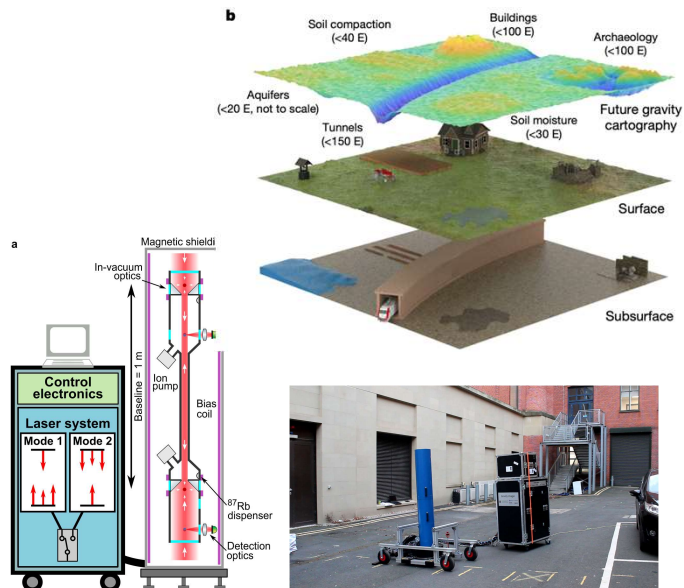 b
Soil compaction
(<40 E)
Buildings
(<100 E)
Archaeology
(<100 E)
Aquifers
(<20 E, not to scale)
Tunnels
(<150 E)
Soil moisture
(<30 E)
Future gravity
cartography
Surface
Subsurface
a
Magnetic shieldi
In-vacuum
optics
Baseline = 1 m
Ion
pump
Bias
coil
Control
electronics
Laser system
Mode 1
Mode 2
87Rb
dispenser
Detection
optics